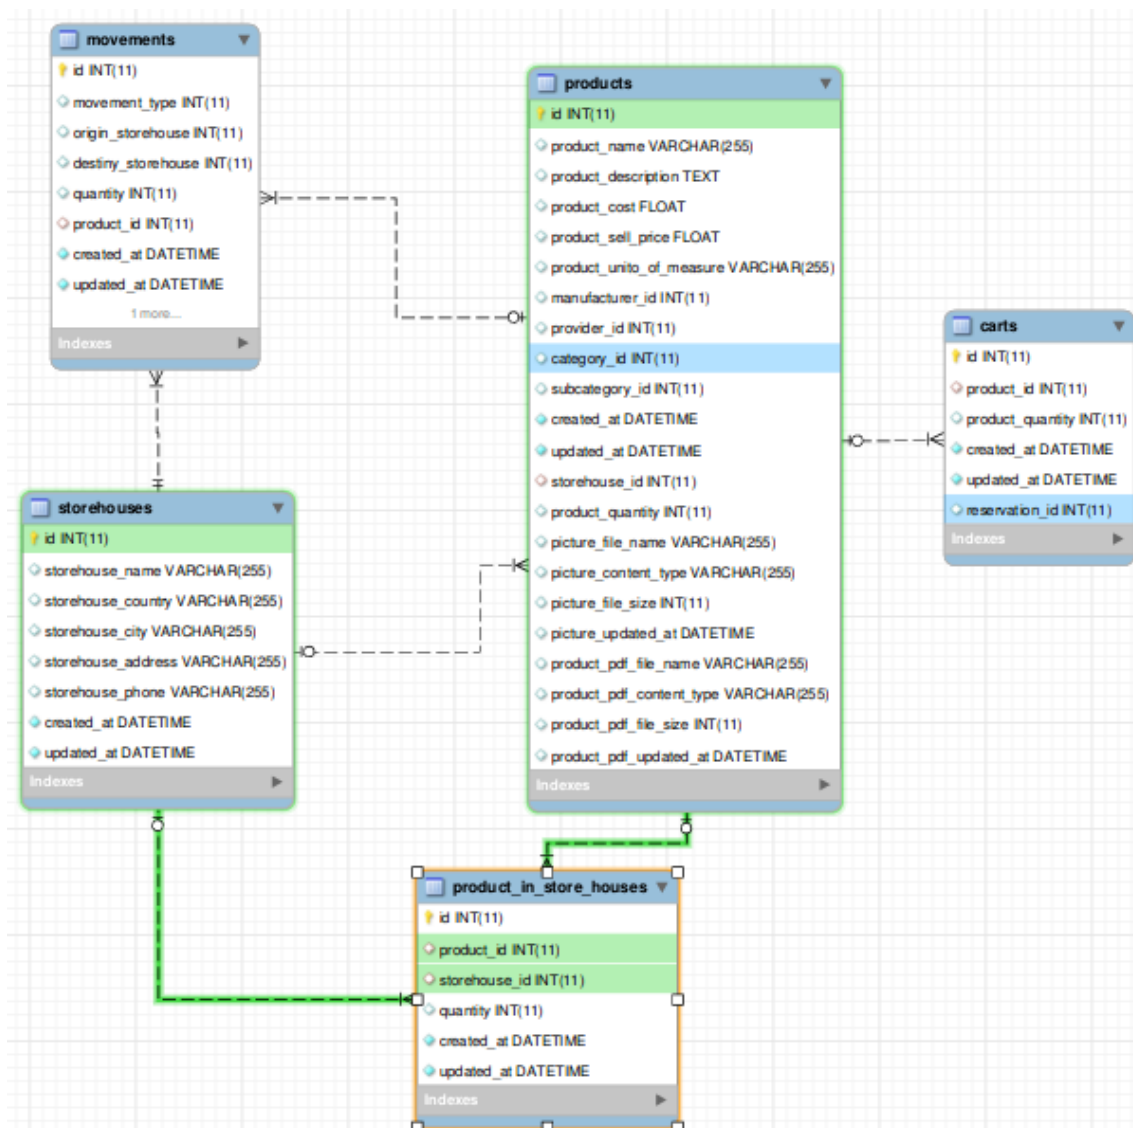 movements
id INT(11)
movement_type INT(11)
origin_storehouse INT(11)
destiny_storehouse INT(11)
quantity INT(11)
product_id INT(11)
created_at DATETIME
updated_at DATETIME
1 more...
Indexes
products
id INT(11)
product_name VARCHAR(255)
product_description TEXT
product_cost FLOAT
product_sell_price FLOAT
product_unito_of_measure VARCHAR(255)
manufacturer_id INT(11)
provider_id INT(11)
category_id INT(11)
subcategory_id INT(11)
created_at DATETIME
updated_at DATETIME
storehouse_id INT(11)
product_quantity INT(11)
picture_file_name VARCHAR(255)
picture_content_type VARCHAR(255)
picture_file_size INT(11)
picture_updated_at DATETIME
product_pdf_file_name VARCHAR(255)
product_pdf_content_type VARCHAR(255)
product_pdf_file_size INT(11)
product_pdf_updated_at DATETIME
Indexes
carts
id INT(11)
product_id INT(11)
product_quantity INT(11)
created_at DATETIME
updated_at DATETIME
reservation_id INT(11)
Indexes
storehouses
id INT(11)
storehouse_name VARCHAR(255)
storehouse_country VARCHAR(255)
storehouse_city VARCHAR(255)
storehouse_address VARCHAR(255)
storehouse_phone VARCHAR(255)
created_at DATETIME
updated_at DATETIME
Indexes
product_in_store_houses
id INT(11)
product_id INT(11)
storehouse_id INT(11)
quantity INT(11)
created_at DATETIME
updated_at DATETIME
Indexes